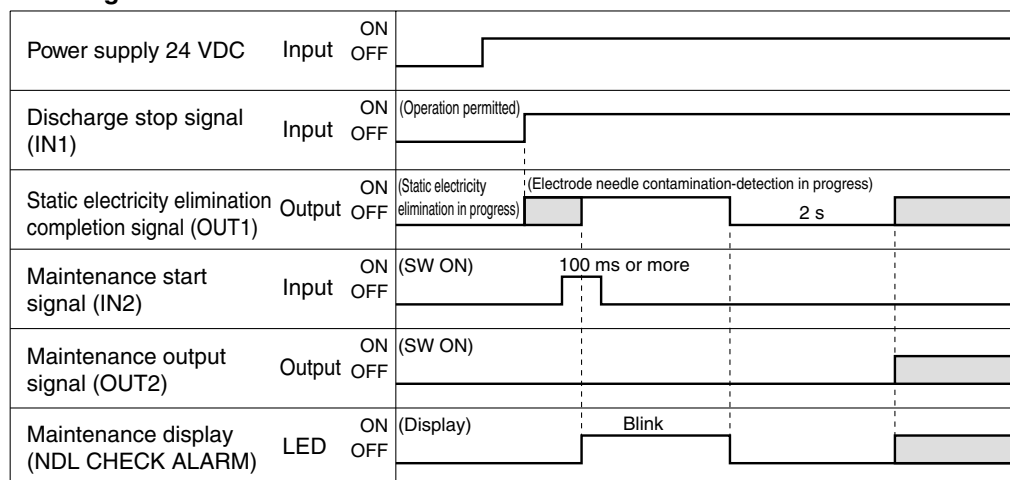 Power supply 24 VDC Input ON
OFF
Discharge stop signal
(IN1) Input ON
OFF
(Operation permitted)
Static electricity elimination
completion signal (OUT1) Output ON
OFF
(Static electricity
elimination in progress)
(Electrode needle contamination-detection in progress)
2 s
Maintenance start
signal (IN2) Input ON
OFF
(SW ON)
100 ms or more
Maintenance output
signal (OUT2) Output ON
OFF
(SW ON)
Maintenance display
(NDL CHECK ALARM) LED ON
OFF
(Display)
Blink